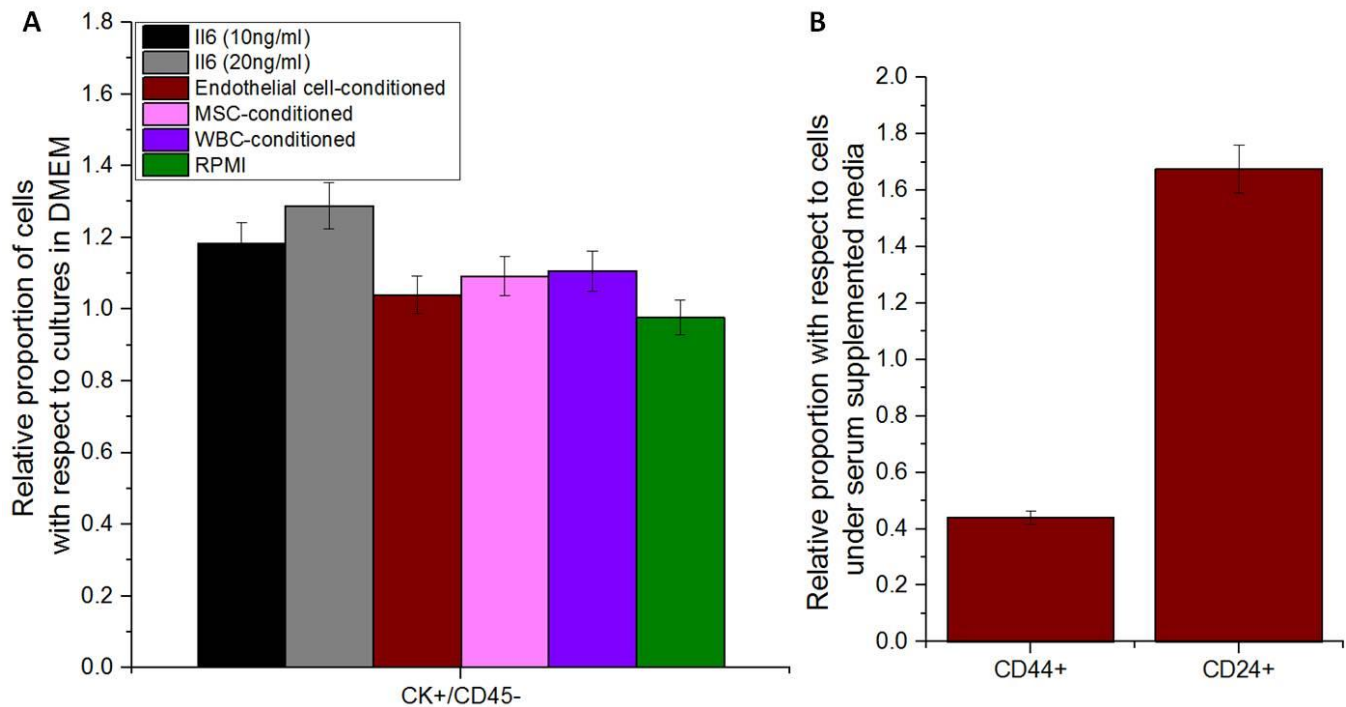 A
Relative proportion of cells
with respect to cultures in DMEM
1.8
1.6
1.4
1.2
1.0
0.8
0.6
0.4
0.2
0.0
Il6 (10ng/ml)
Il6 (20ng/ml)
Endothelial cell-conditioned
MSC-conditioned
WBC-conditioned
RPMI
CK+/CD45-
B
Relative proportion with respect to cells
under serum supplemented media
2.0
1.8
1.6
1.4
1.2
1.0
0.8
0.6
0.4
0.2
0.0
CD44+
CD24+